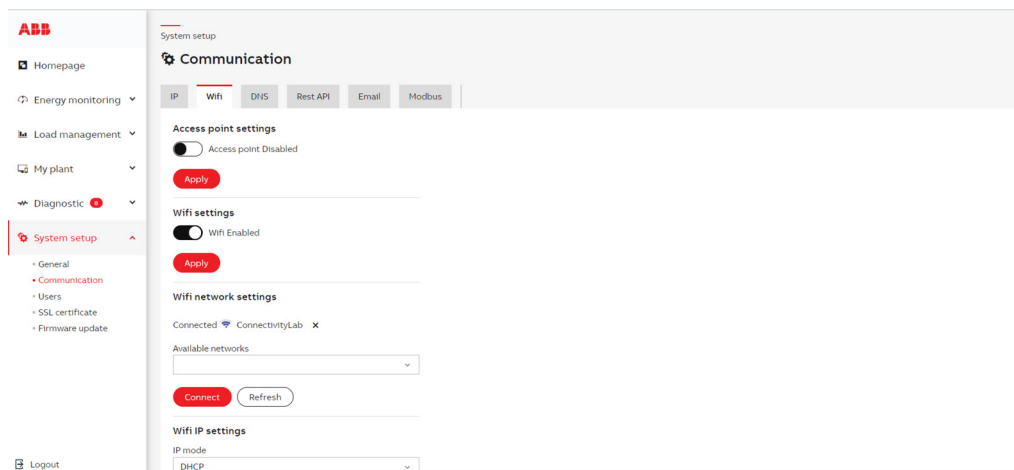 ABB
Homepage
Energy monitoring
Load management
My plant
Diagnostic 8
System setup
General
Communication
Users
SSL certificate
Firmware update
Logout
System setup
Communication
IP Wifi DNS Rest API Email Modbus
Access point settings
Access point Disabled
Apply
Wifi settings
Wifi Enabled
Apply
Wifi network settings
Connected ConnectivityLab x
Available networks
Connect Refresh
Wifi IP settings
IP mode
DHCP